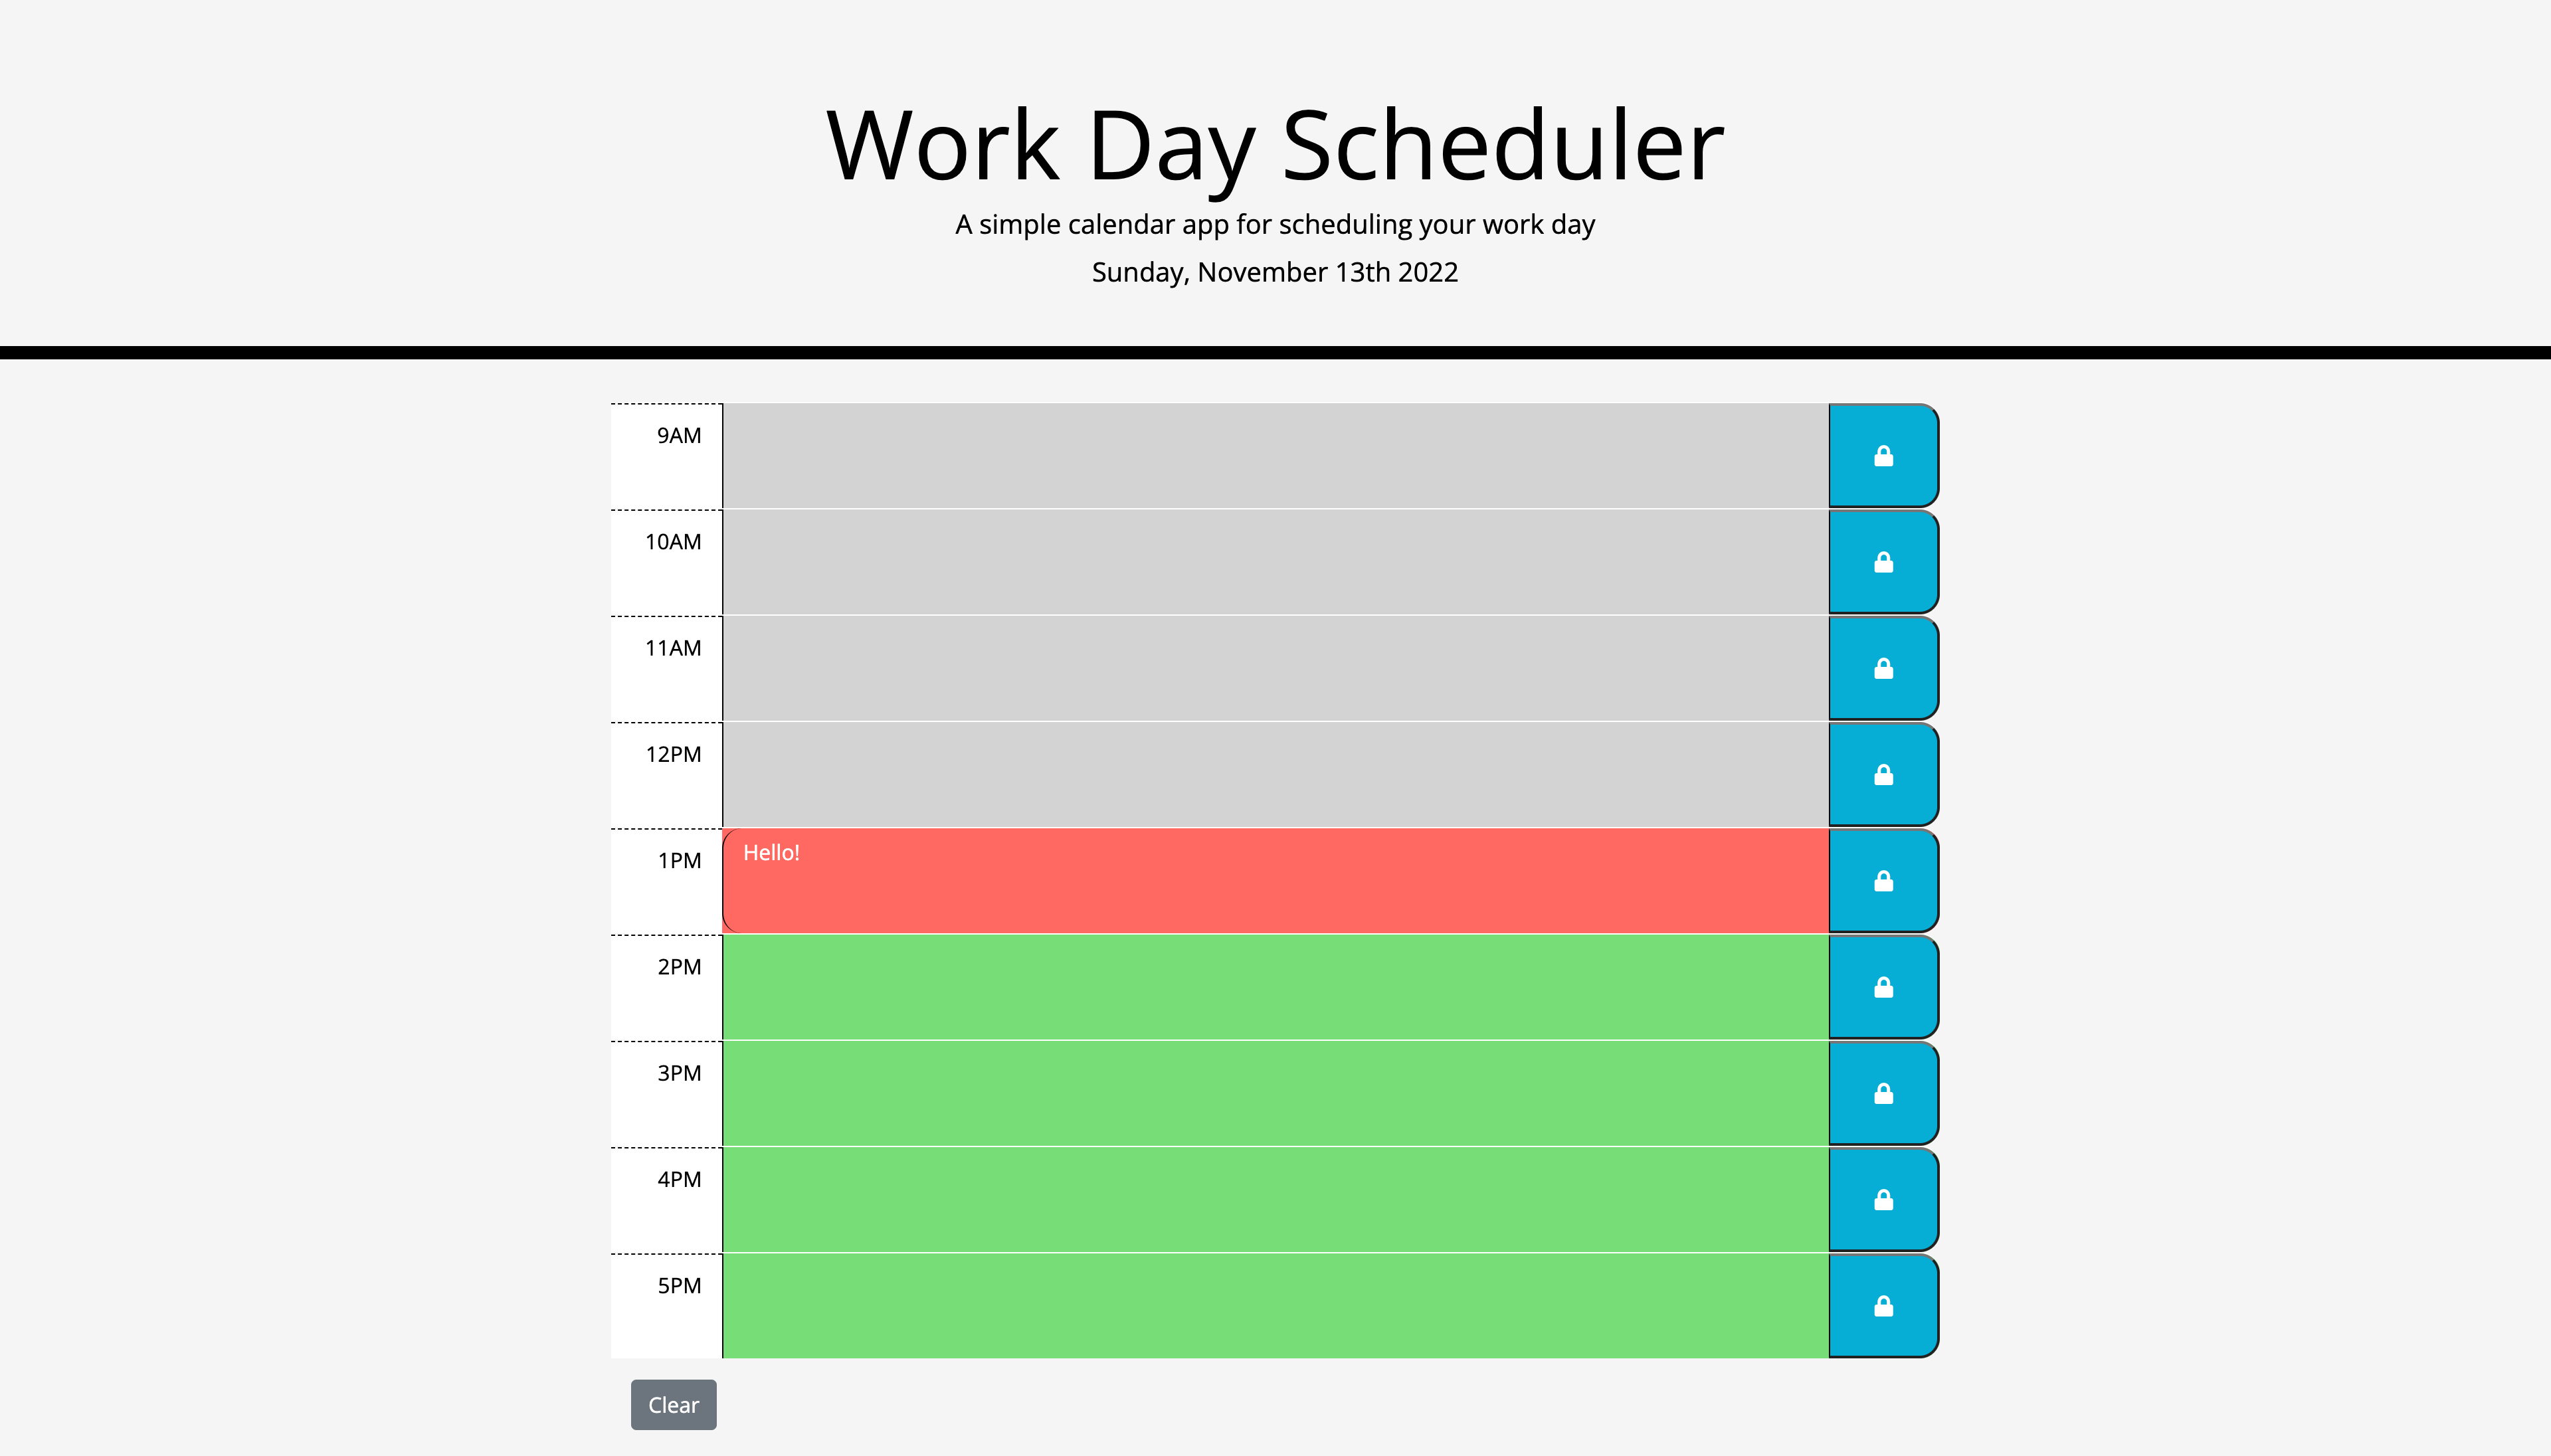 Work Day Scheduler
A simple calendar app for scheduling your work day
Sunday, November 13th 2022
9AM
10AM
11AM
12PM
1PM
Hello!
2PM
3PM
4PM
5PM
Clear